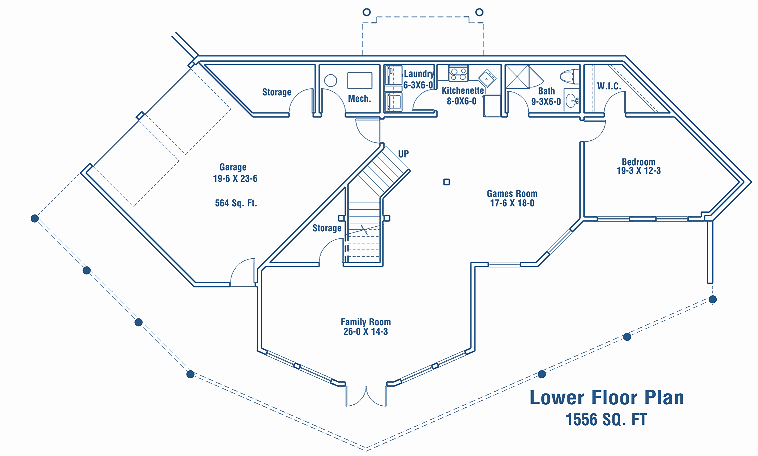 Storage
Mech.
Laundry
6-3X6-0
Kitchenette
8-0X6-0
Bath
9-3X6-0
W.I.C.
UP
Garage
19-6 X 23-6
564 Sq. Ft.
Bedroom
19-3 X 12-3
Games Room
17-6 X 18-0
Storage
Family Room
26-0 X 14-3
Lower Floor Plan
1556 SQ. FT